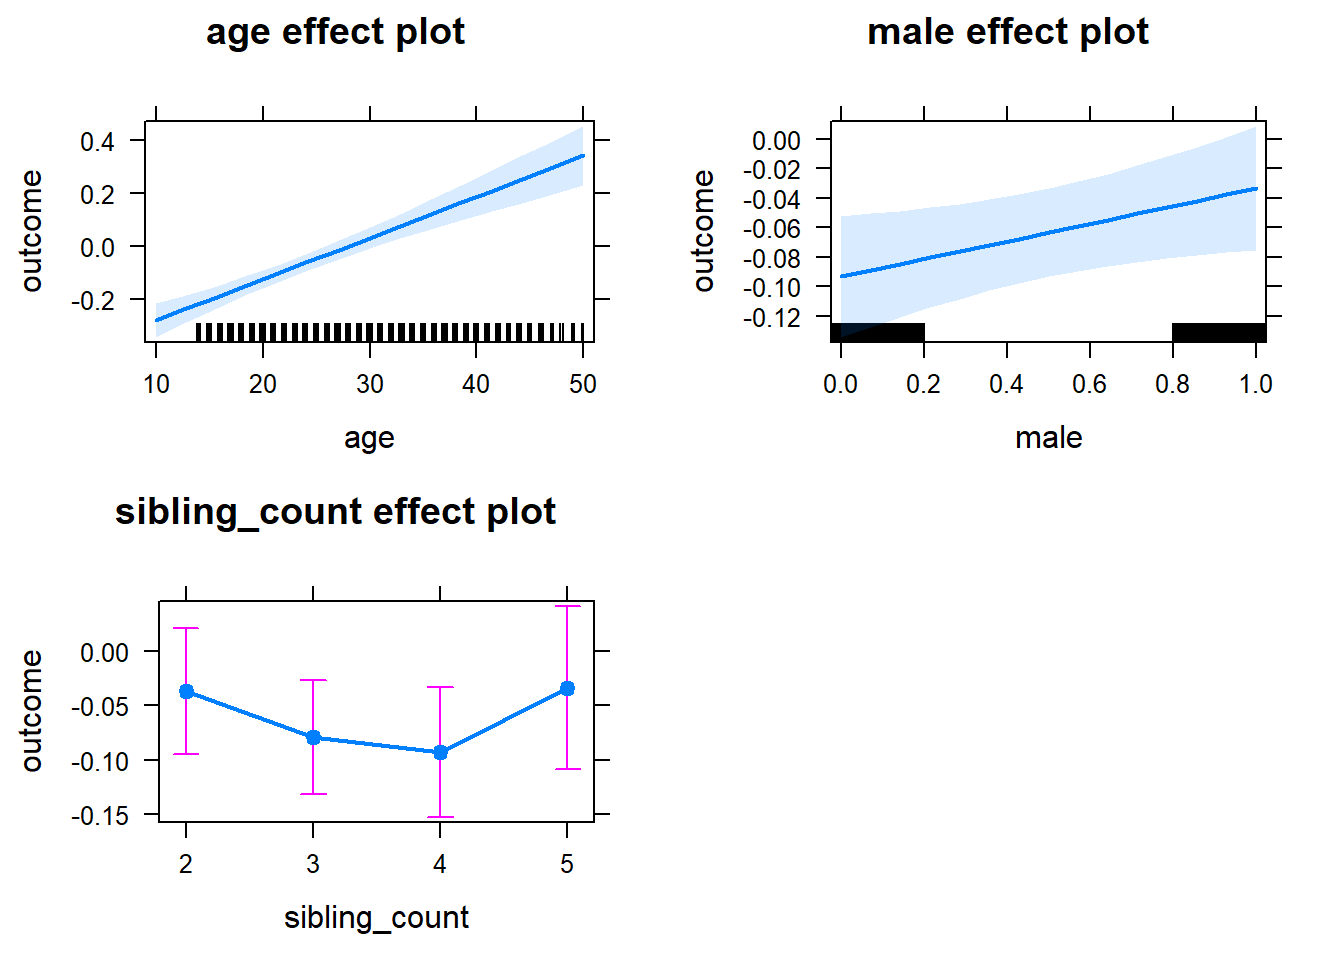 age effect plot
outcome
0.4
0.2
0.0
-0.2
10 20 30 40 50
age
male effect plot
outcome
0.00
-0.02
-0.04
-0.06
-0.08
-0.10
-0.12
0.0 0.2 0.4 0.6 0.8 1.0
male
sibling_count effect plot
outcome
0.00
-0.05
-0.10
-0.15
2 3 4 5
sibling_count